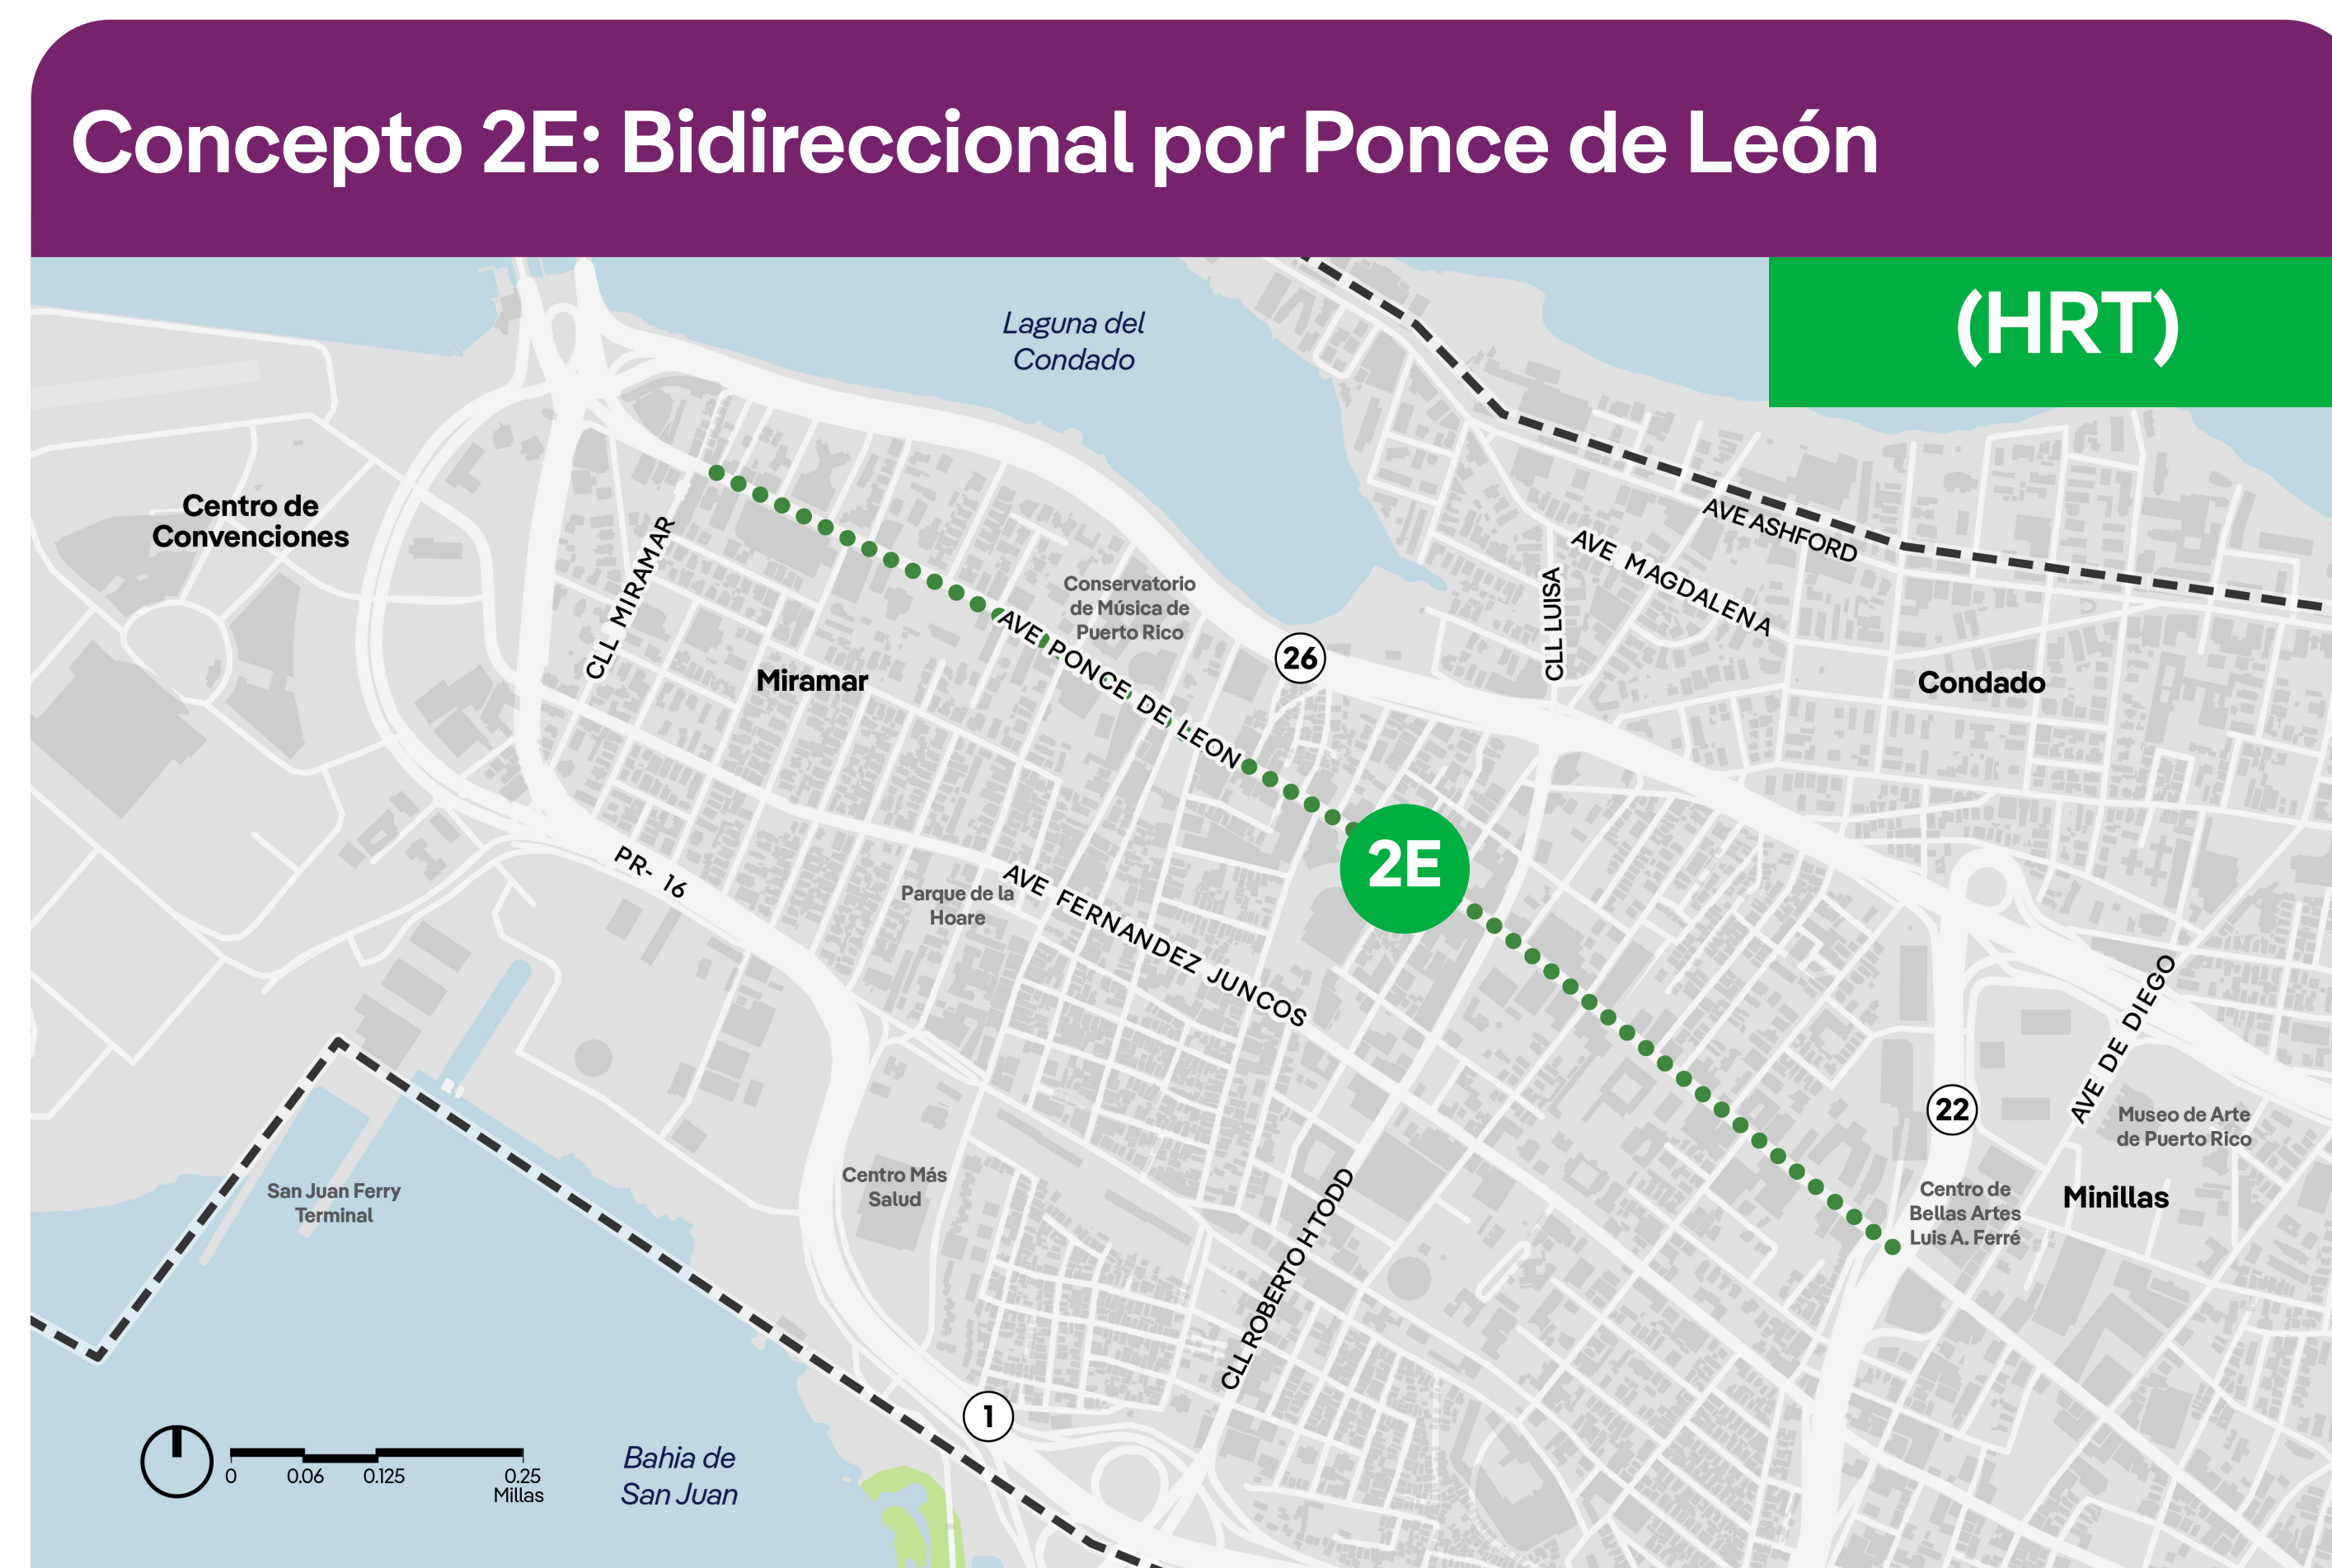 Concepto 2E: Bidireccional por Ponce de León
(HRT)
Laguna del
Condado
Centro de
Convenciones
CLL MIRAMAR
Miramar
Conservatorio
de Música de
Puerto Rico
AVE PONCE DE LEON
26
CLL LUISA
AVE MAGDALENA
AVE ASHFORD
Condado
2E
PR- 16
Parque de la
Hoare
AVE FERNANDEZ JUNCOS
AVE DE DIEGO
22
Museo de Arte
de Puerto Rico
Minillas
Centro de
Bellas Artes
Luis A. Ferré
San Juan Ferry
Terminal
Centro Más
Salud
CLL ROBERTO H TODD
1
0 0.06 0.125 0.25
Millas
Bahia de
San Juan